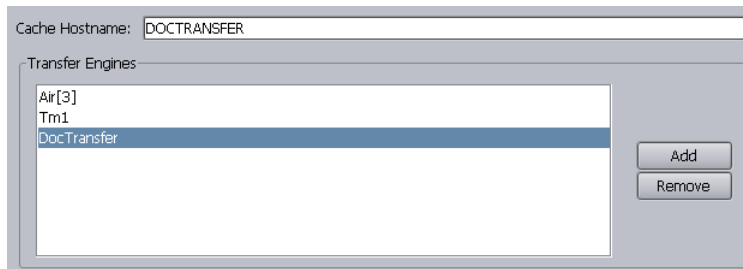 Cache Hostname: DOCTRANSFER
Transfer Engines
Air[3]
Tm1
DocTransfer
Add
Remove